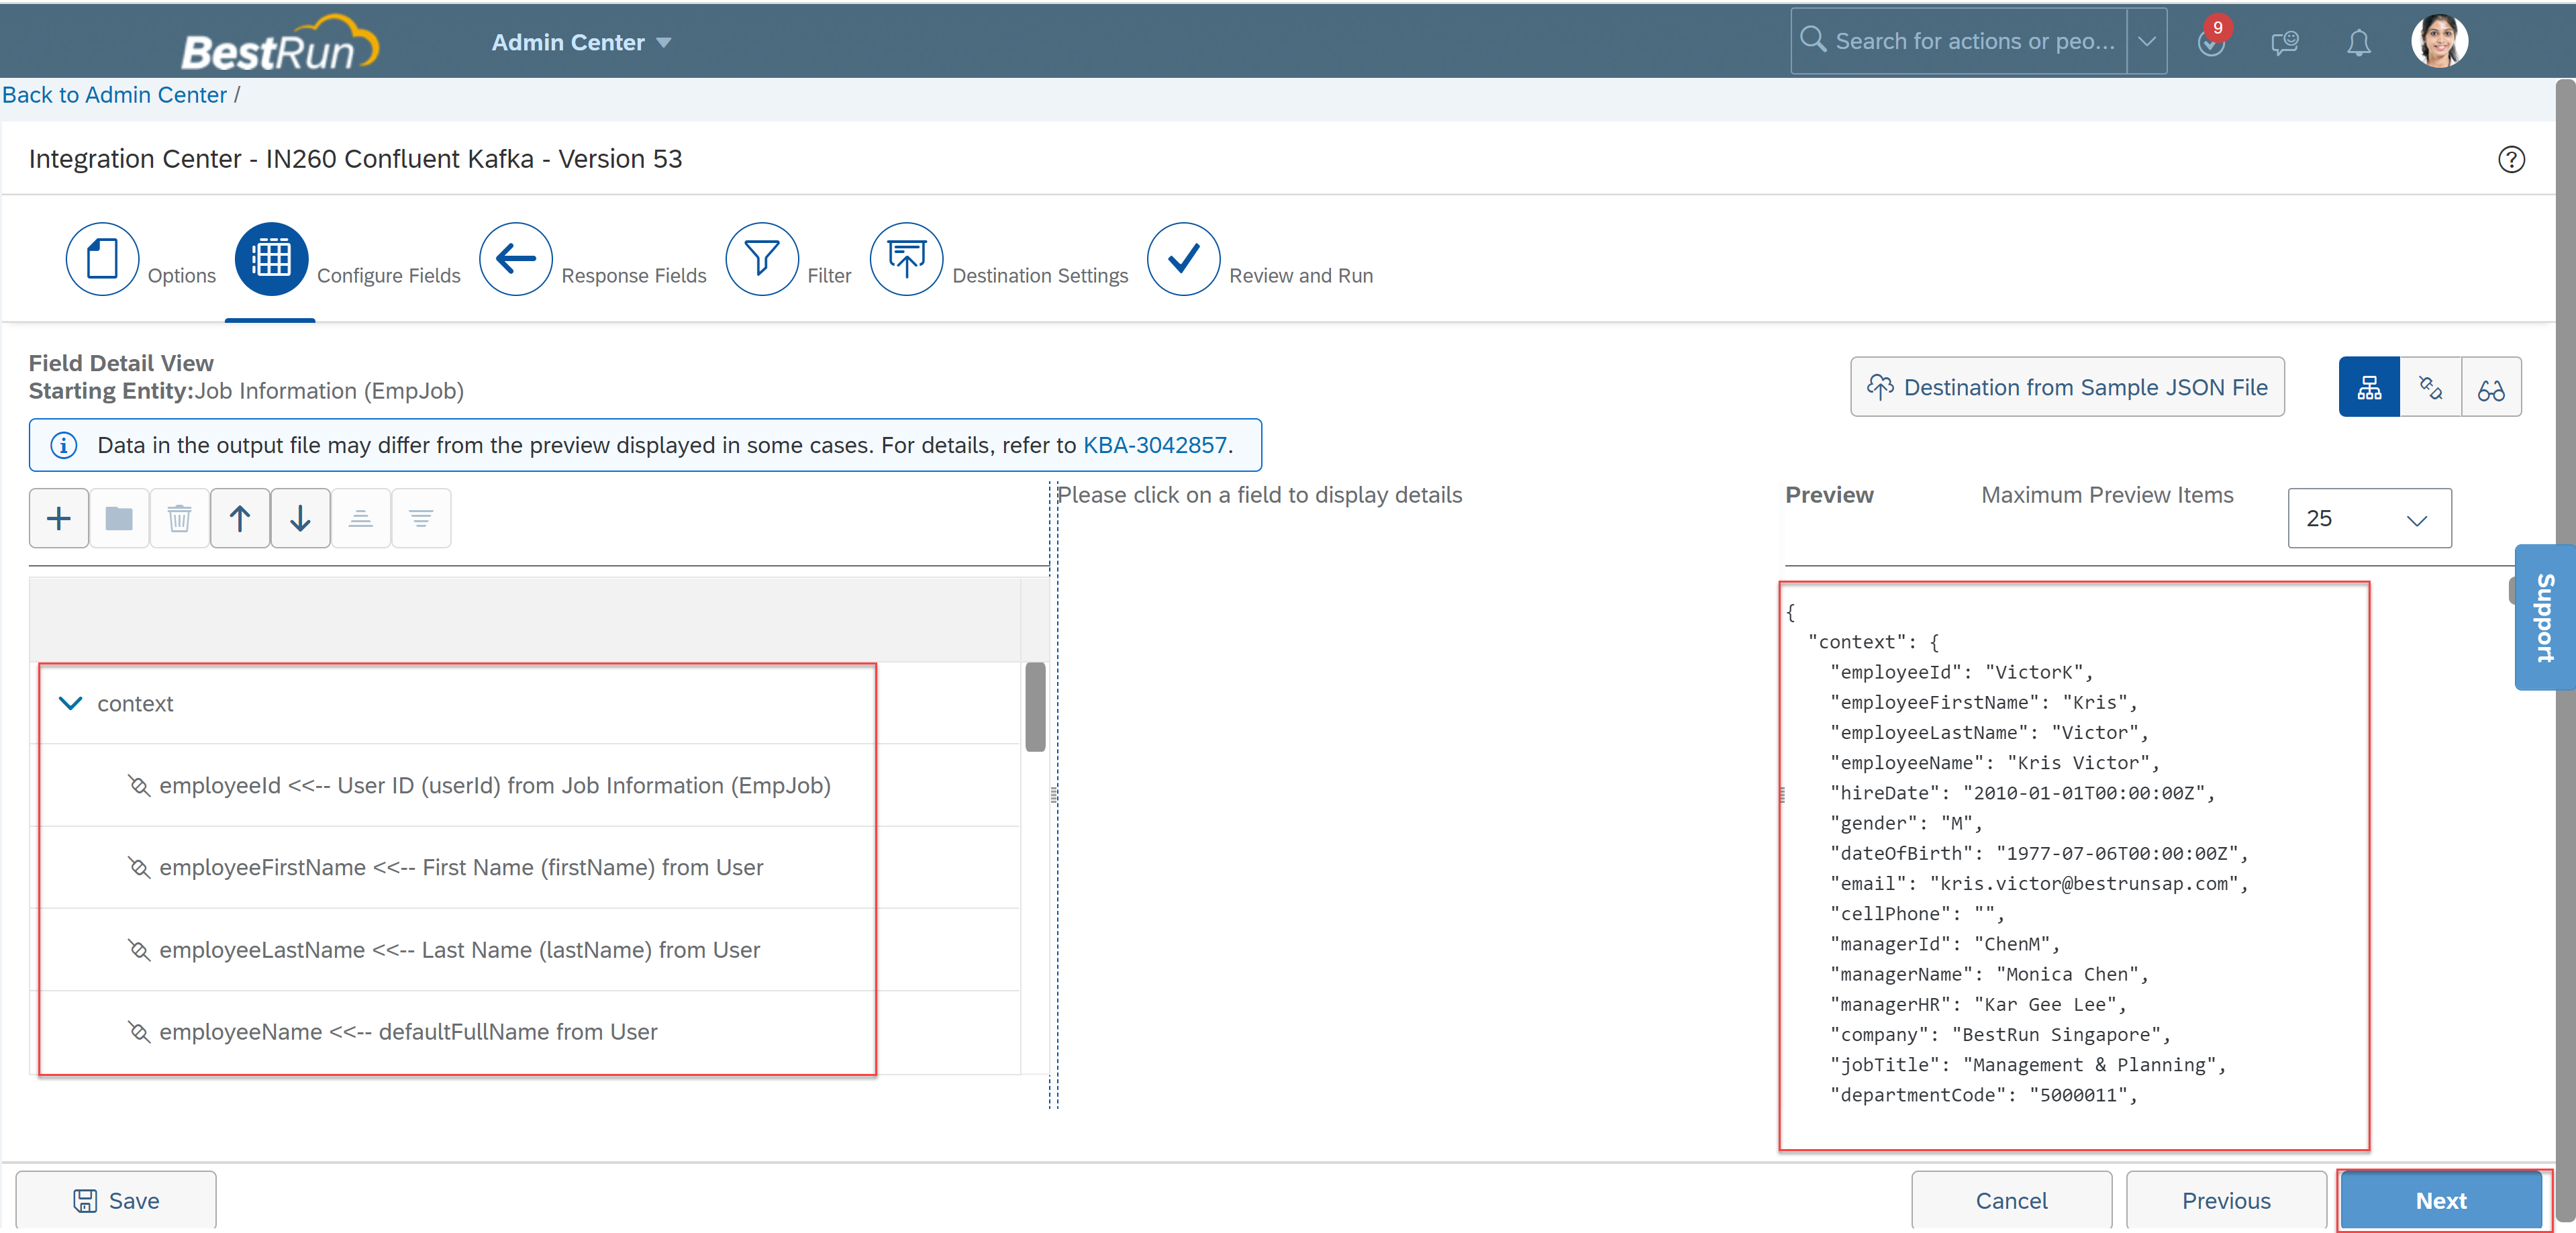 BestRun
Admin Center
Search for actions or peo...
9
Back to Admin Center /
Integration Center - IN260 Confluent Kafka - Version 53
Options
Configure Fields
Response Fields
Filter
Destination Settings
Review and Run
Field Detail View
Starting Entity:Job Information (EmpJob)
Destination from Sample JSON File
Data in the output file may differ from the preview displayed in some cases. For details, refer to KBA-3042857.
Please click on a field to display details
Preview
Maximum Preview Items
25
Support
context
employeeId <<-- User ID (userId) from Job Information (EmpJob)
employeeFirstName <<-- First Name (firstName) from User
employeeLastName <<-- Last Name (lastName) from User
employeeName <<-- defaultFullName from User
{
"context": {
"employeeId": "VictorK",
"employeeFirstName": "Kris",
"employeeLastName": "Victor",
"employeeName": "Kris Victor",
"hireDate": "2010-01-01T00:00:00Z",
"gender": "M",
"dateOfBirth": "1977-07-06T00:00:00Z",
"email": "kris.victor@bestrunsap.com",
"cellPhone": "",
"managerId": "ChenM",
"managerName": "Monica Chen",
"managerHR": "Kar Gee Lee",
"company": "BestRun Singapore",
"jobTitle": "Management & Planning",
"departmentCode": "5000011",
Save
Cancel
Previous
Next